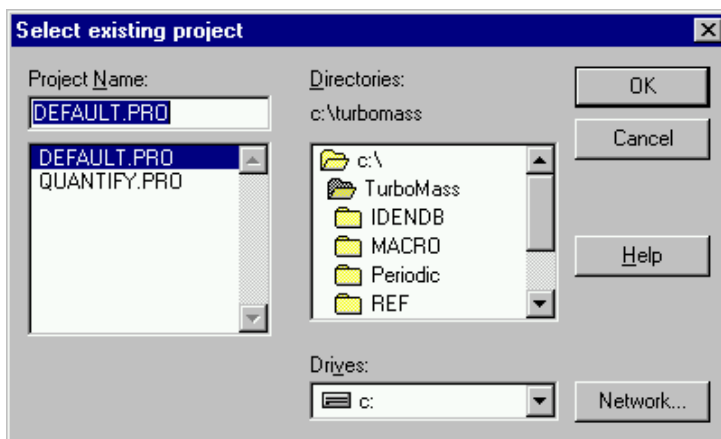 Select existing project
Project Name:
DEFAULT.PRO
DEFAULT.PRO
QUANTIFY.PRO
Directories:
c:\turbomass
c:\
TurboMass
IDENDB
MACRO
Periodic
REF
Drives:
c:
OK
Cancel
Help
Network...